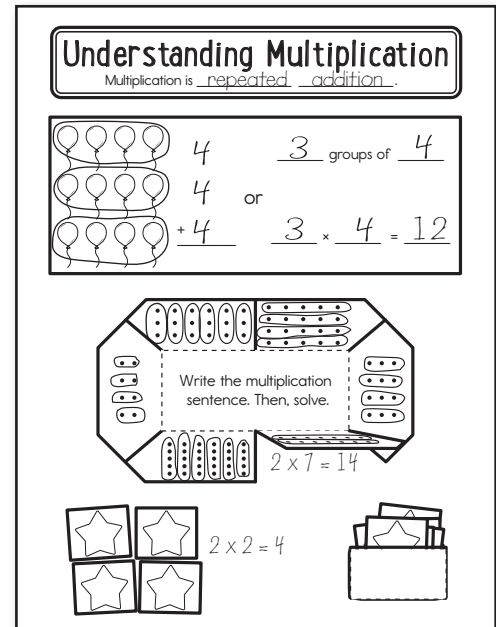 Understanding Multiplication
Multiplication is repeated addition.
4
3 groups of 4
4
or
+ 4
3 × 4 = 12
Write the multiplication
sentence. Then, solve.
2 x 7 = 14
2 x 2 = 4